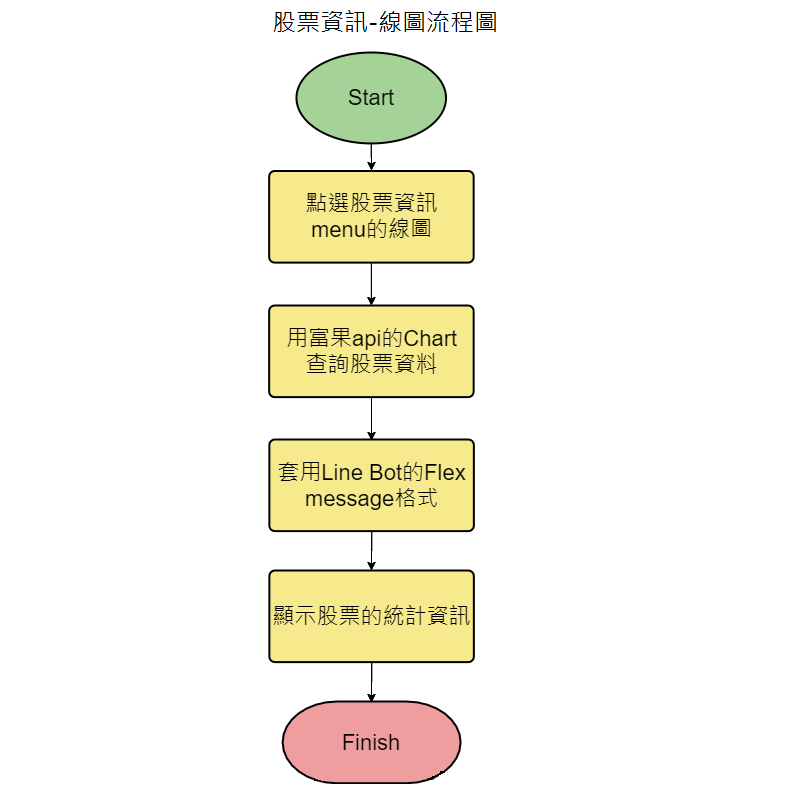 股票資訊-線圖流程圖
Start
點選股票資訊
menu的線圖
用富果api的Chart
查詢股票資料
套用Line Bot的Flex
message格式
顯示股票的統計資訊
Finish